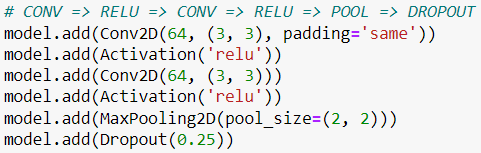 # CONV => RELU => CONV => RELU => POOL => DROPOUT
model.add(Conv2D(64, (3, 3), padding='same'))
model.add(Activation('relu'))
model.add(Conv2D(64, (3, 3)))
model.add(Activation('relu'))
model.add(MaxPooling2D(pool_size=(2, 2)))
model.add(Dropout(0.25))